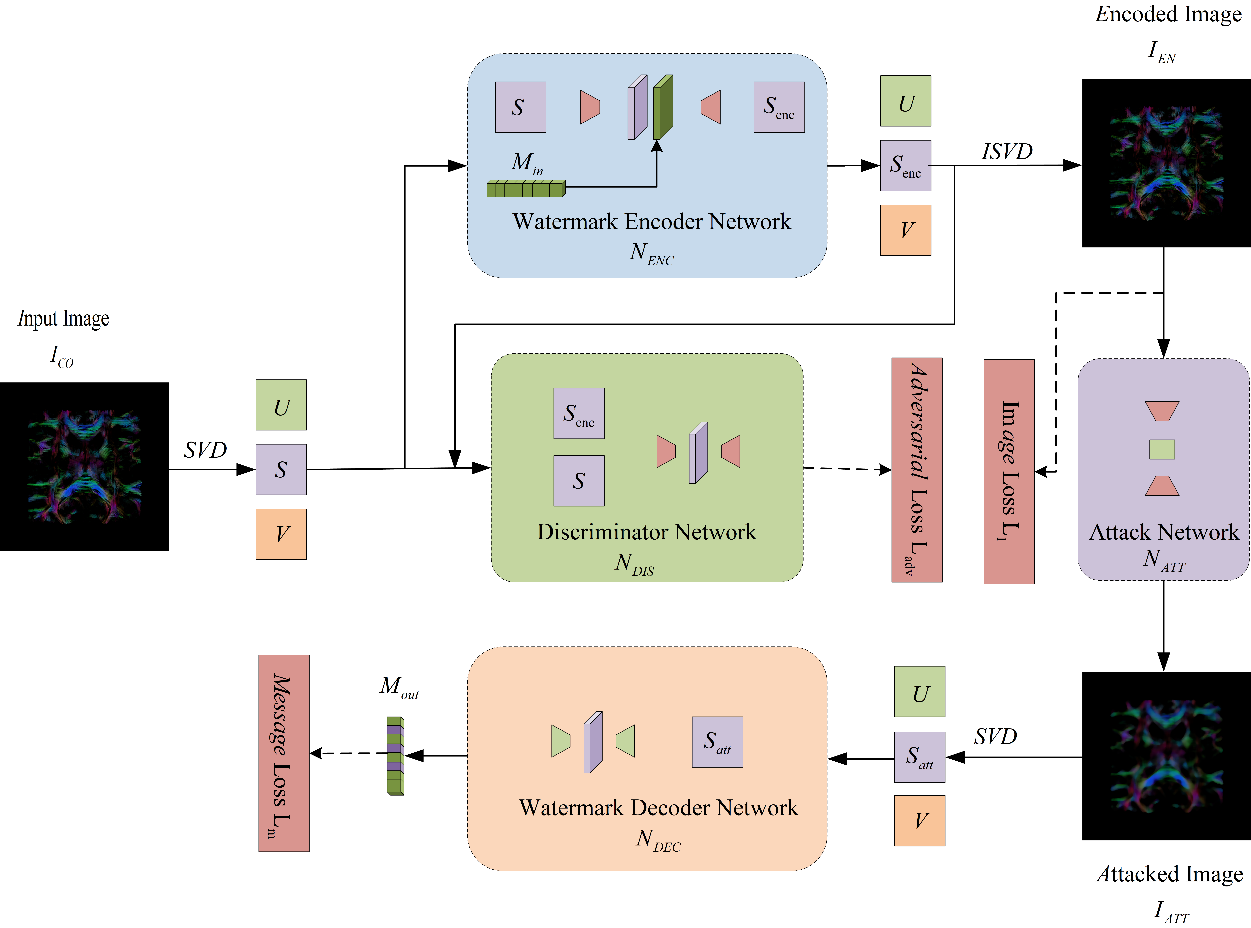 Encoded Image
I_EN
S
S_enc
M_in
Watermark Encoder Network
N_ENC
U
S_enc
V
ISVD
Input Image
I_CO
SVD
U
S
V
S_enc
S
Discriminator Network
N_DIS
Adversarial Loss L_adv
Image Loss L_I
Attack Network
N_ATT
Message Loss L_m
M_out
S_att
Watermark Decoder Network
N_DEC
U
S_att
V
SVD
Attacked Image
I_ATT